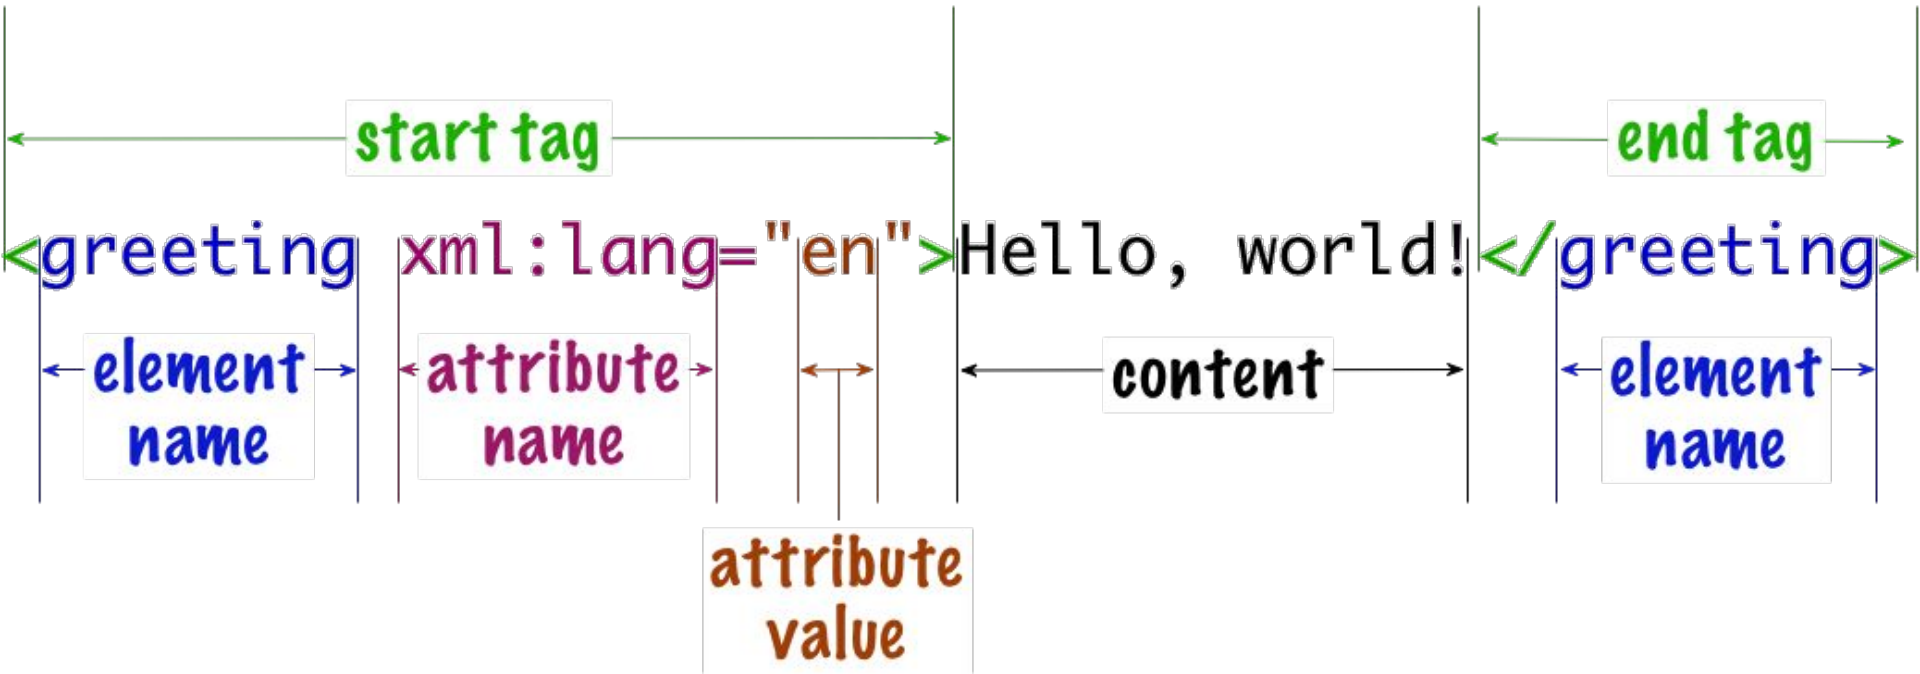 start tag
end tag
<greeting xml:lang="en">Hello, world!</greeting>
element
name
attribute
name
content
element
name
attribute
value